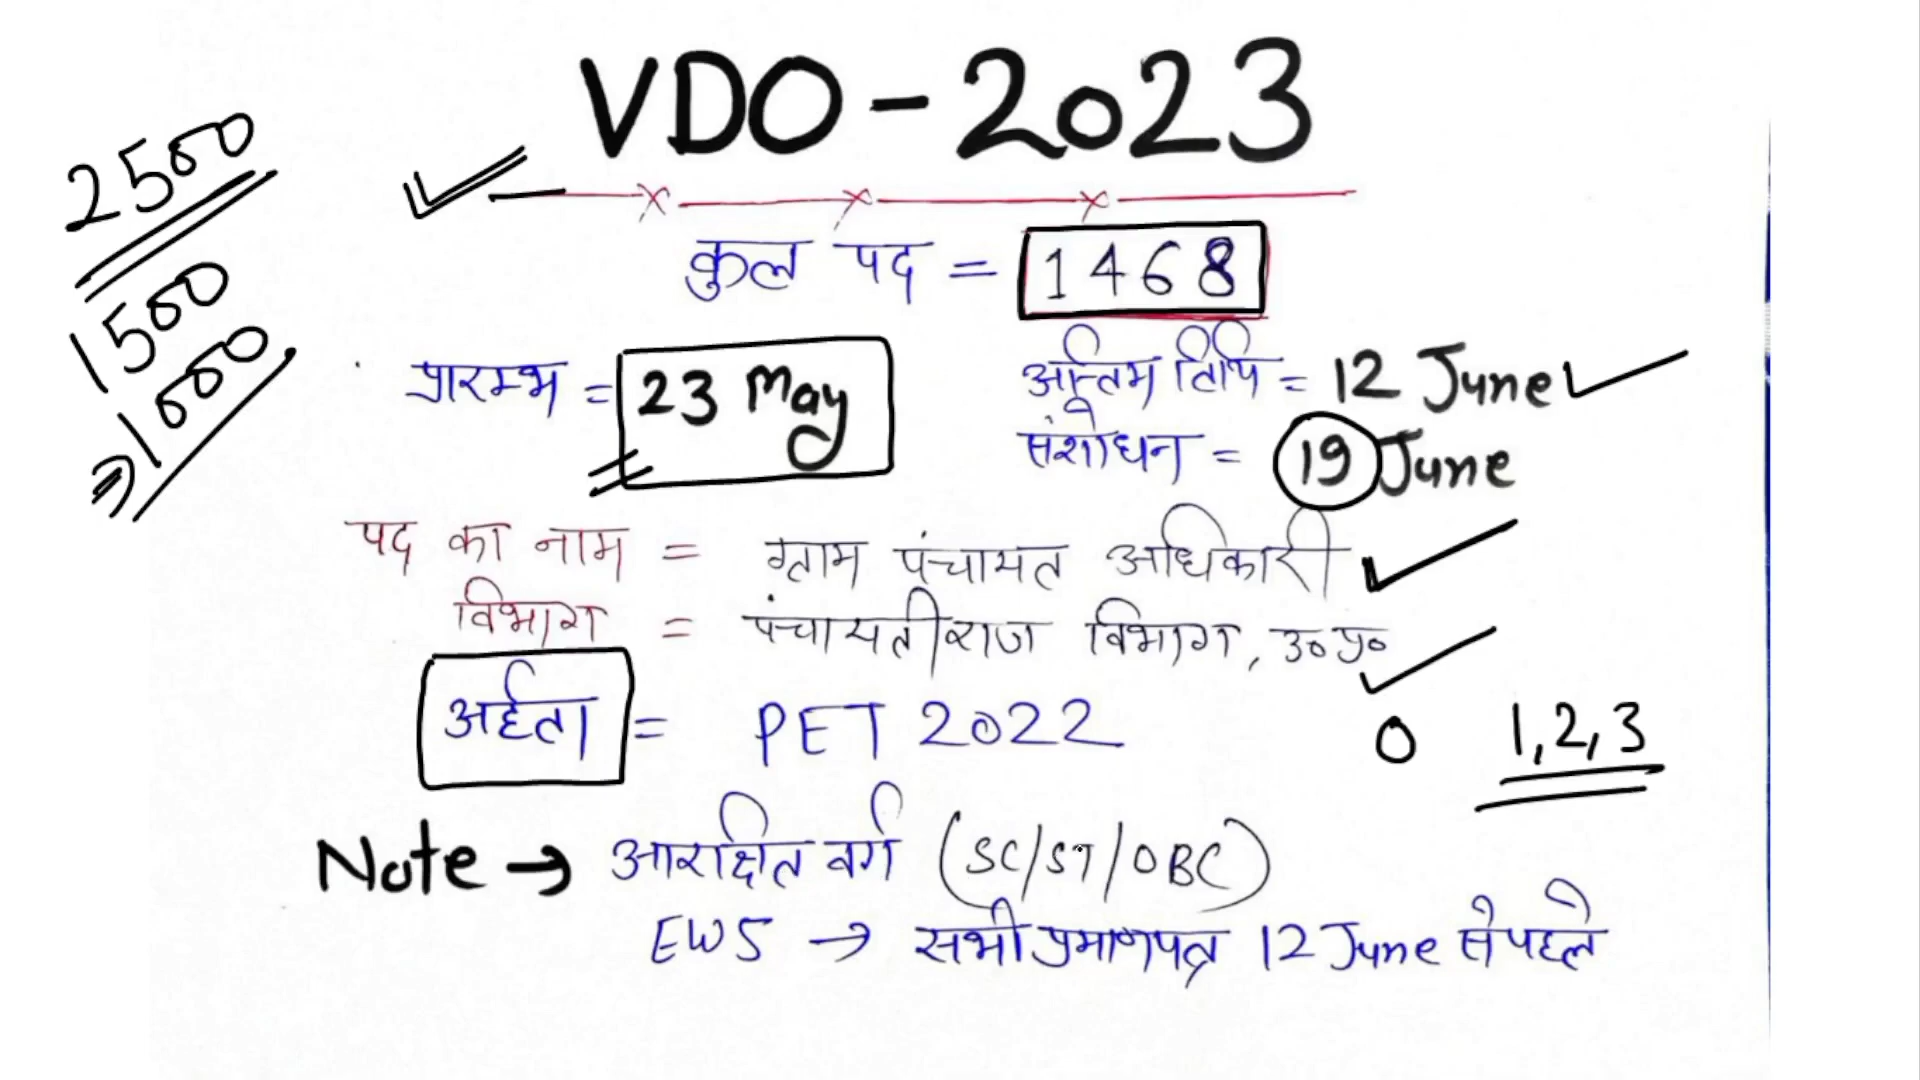 VDO-2023
2500
1500
1000
कुल पद = 1468
प्रारम्भ = 23 May
अन्तिम तिथि = 12 June
संशोधन = 19 June
पद का नाम = ग्राम पंचायत अधिकारी
विभाग = पंचायतीराज विभाग, उ०प्र०
अर्हता = PET 2022
0 1,2,3
Note → आरक्षित वर्ग (SC/ST/OBC)
EWS → सभी प्रमाणपत्र 12 June से पहले